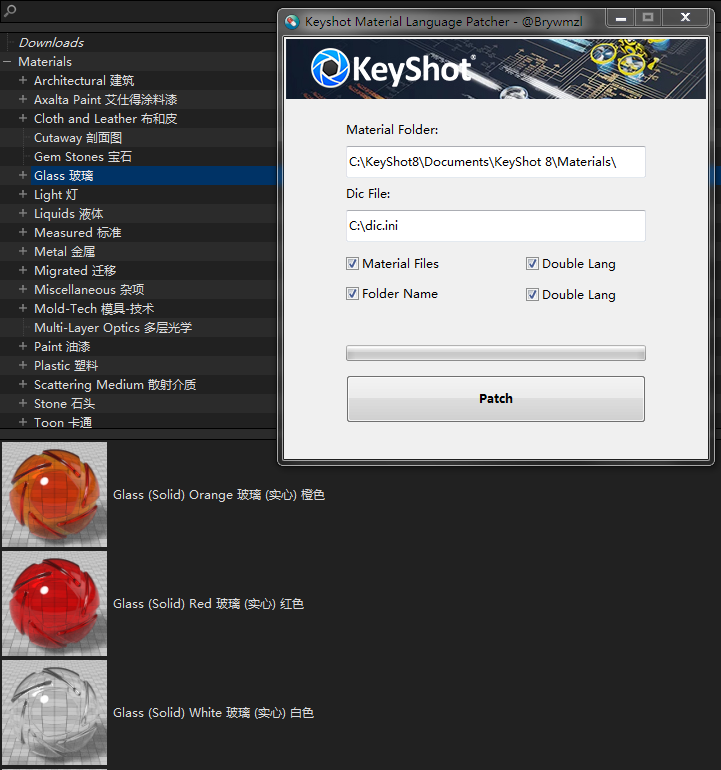 Downloads
Materials
Architectural 建筑
Axalta Paint 艾仕得涂料漆
Cloth and Leather 布和皮
Cutaway 剖面图
Gem Stones 宝石
Glass 玻璃
Light 灯
Liquids 液体
Measured 标准
Metal 金属
Migrated 迁移
Miscellaneous 杂项
Mold-Tech 模具-技术
Multi-Layer Optics 多层光学
Paint 油漆
Plastic 塑料
Scattering Medium 散射介质
Stone 石头
Toon 卡通
Keyshot Material Language Patcher - @Brywmzl
KeyShot®
Material Folder:
C:\KeyShot8\Documents\KeyShot 8\Materials\
Dic File:
C:\dic.ini
Material Files
Double Lang
Folder Name
Double Lang
Patch
Glass (Solid) Orange 玻璃 (实心) 橙色
Glass (Solid) Red 玻璃 (实心) 红色
Glass (Solid) White 玻璃 (实心) 白色